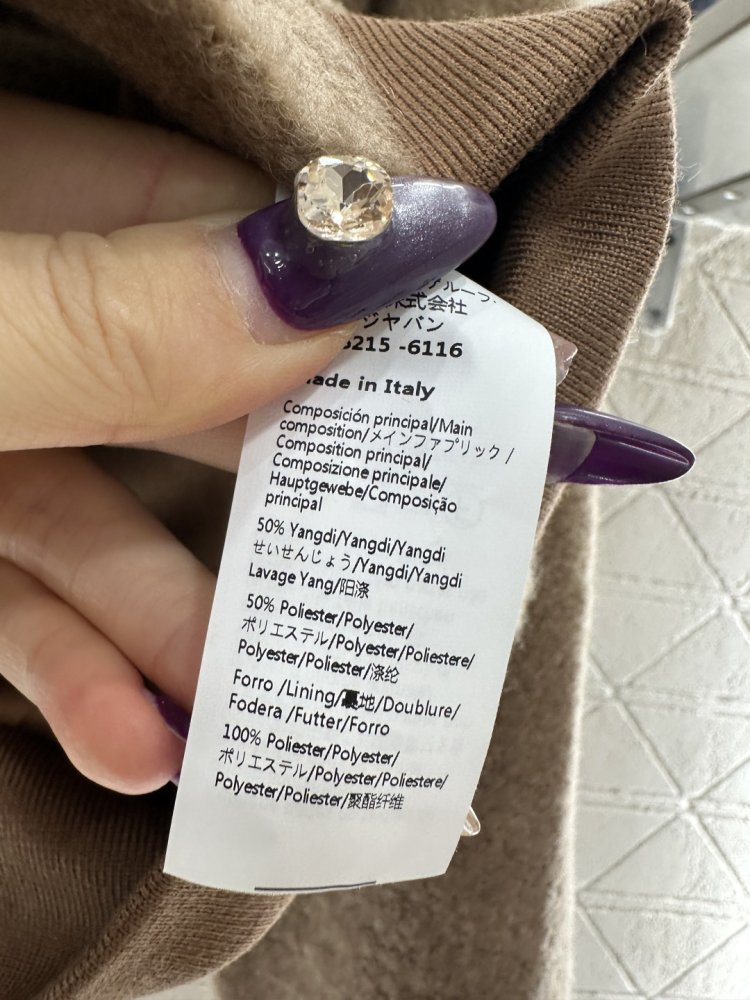 式会社
ジヤバン
215 -6116
ade in Italy
Composición principal/Main
composition/メインファブリック/
Composition principal/
Composizione principale/
Hauptgewebe/Composição
principal
50% Yangdi/Yangdi/Yangdi
せいせんじょう/Yangdi/Yangdi
Lavage Yang/阳涤
50% Poliester/Polyester/
ポリエステル/Polyester/Poliestere/
Polyester/Poliester/涤纶
Forro /Lining/裏地/Doublure/
Fodera /Futter/Forro
100% Poliester/Polyester/
ポリエステル/Polyester/Poliestere/
Polyester/Poliester/聚酯纤维